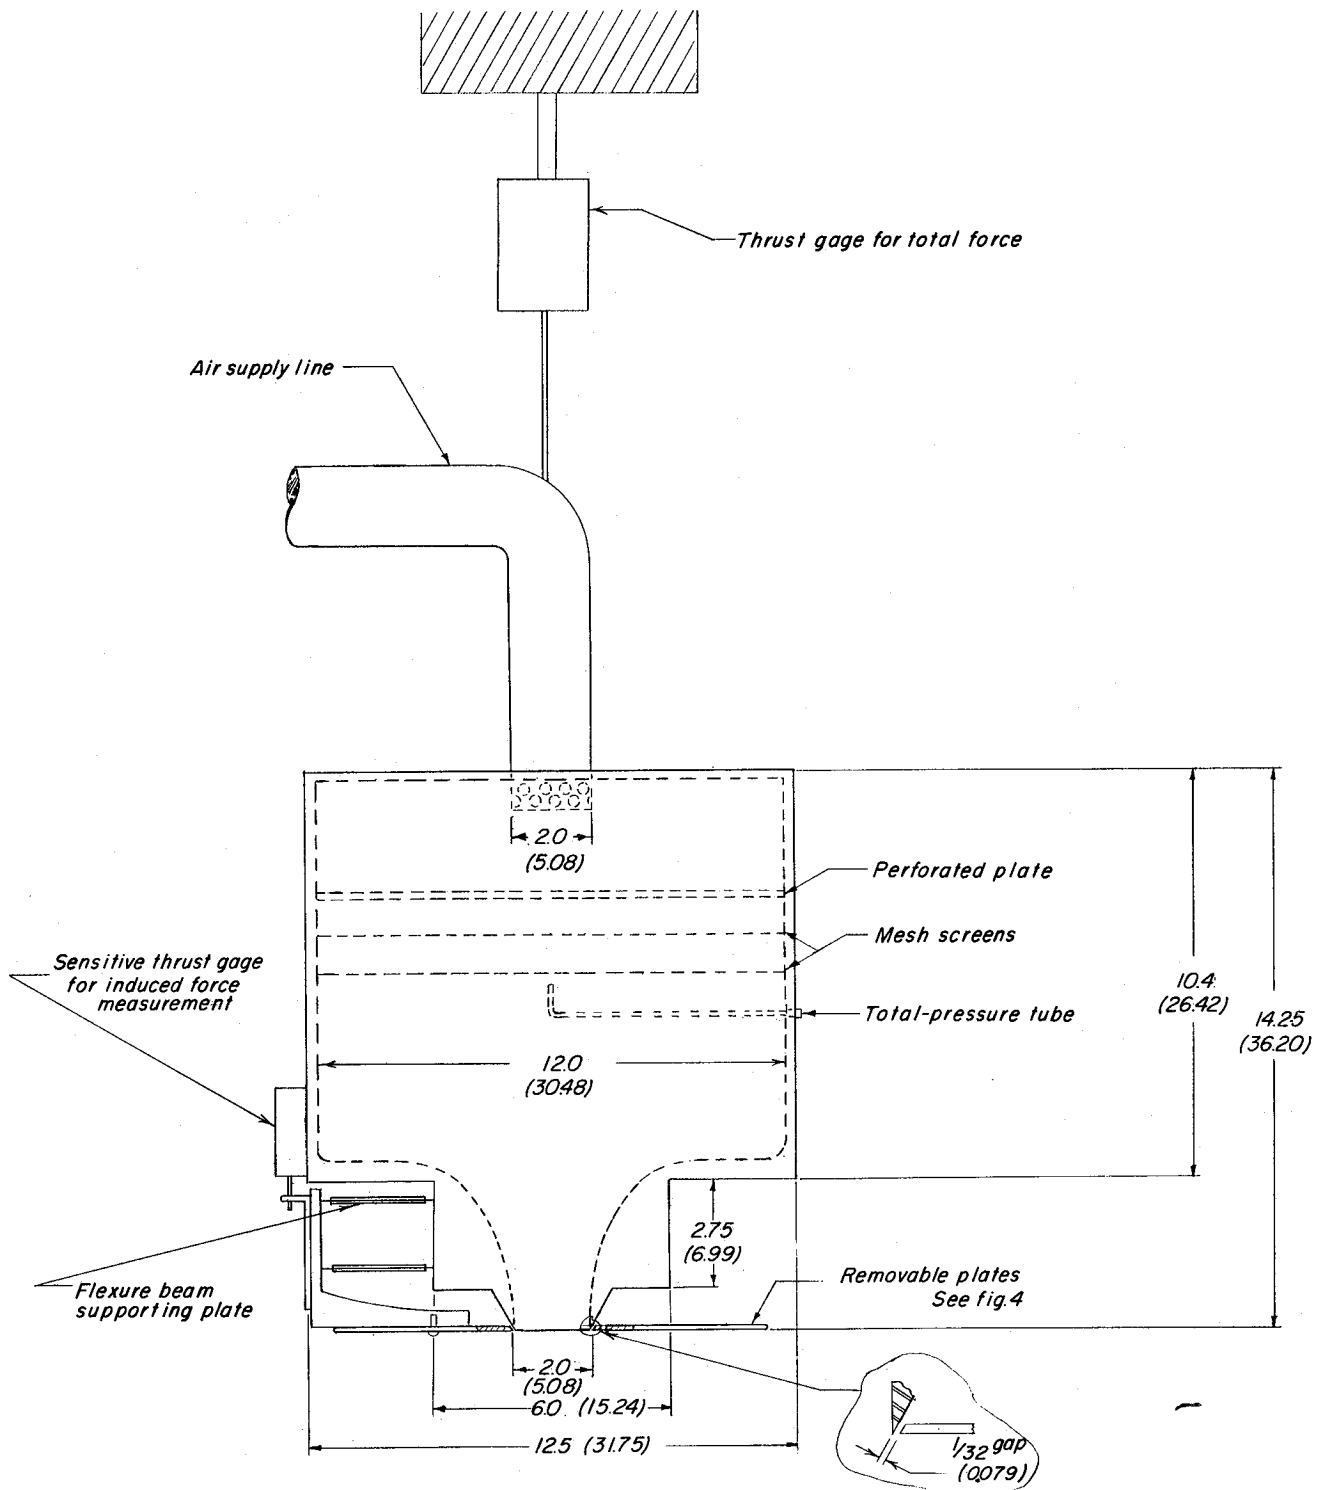 Thrust gage for total force
Air supply line
2.0
(5.08)
Perforated plate
Mesh screens
Sensitive thrust gage
for induced force
measurement
Total-pressure tube
10.4
(26.42)
14.25
(36.20)
12.0
(30.48)
2.75
(6.99)
Removable plates
See fig. 4
Flexure beam
supporting plate
2.0
(5.08)
6.0 (15.24)
12.5 (31.75)
1/32 gap
(0.079)